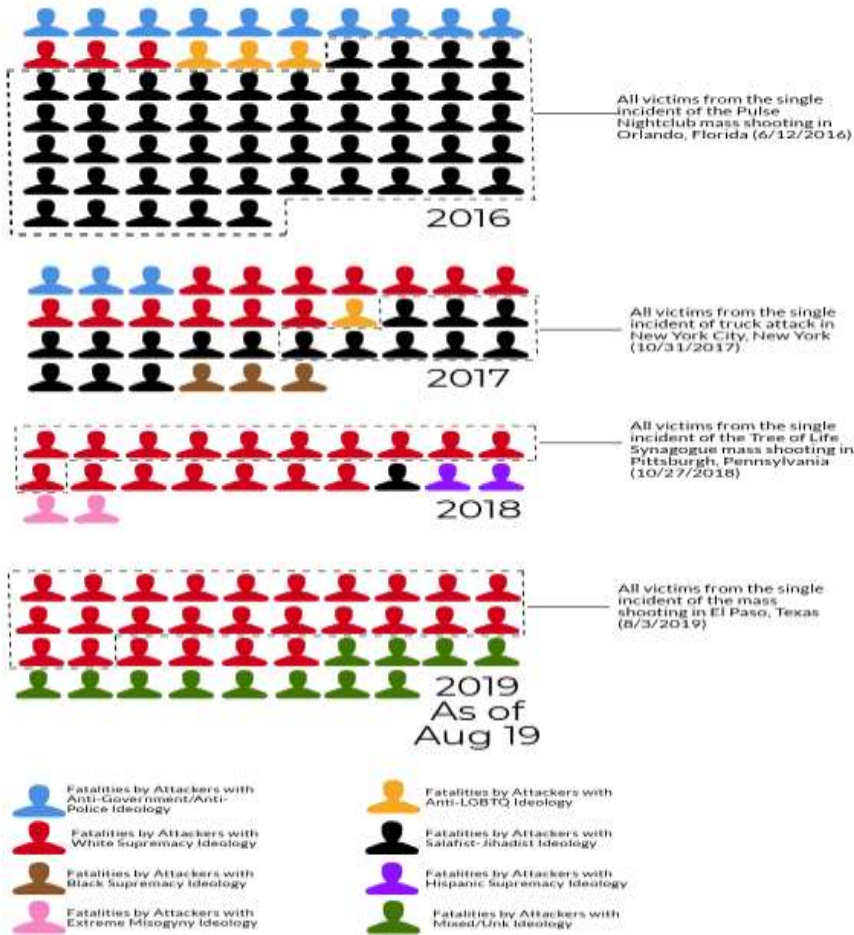 All victims from the single
incident of the Pulse
Nightclub mass shooting in
Orlando, Florida (6/12/2016)
2016
All victims from the single
incident of truck attack in
New York City, New York
(10/31/2017)
2017
All victims from the single
incident of the Tree of Life
Synagogue mass shooting in
Pittsburgh, Pennsylvania
(10/27/2018)
2018
All victims from the single
incident of the mass
shooting in El Paso, Texas
(8/3/2019)
2019
As of
Aug 19
Fatalities by Attackers with
Anti-Government/Anti-
Police Ideology
Fatalities by Attackers with
Anti-LGBTQ Ideology
Fatalities by Attackers with
White Supremacy Ideology
Fatalities by Attackers with
Salafist-Jihadist Ideology
Fatalities by Attackers with
Black Supremacy Ideology
Fatalities by Attackers with
Hispanic Supremacy Ideology
Fatalities by Attackers with
Extreme Misogyny Ideology
Fatalities by Attackers with
Mixed/Unk Ideology